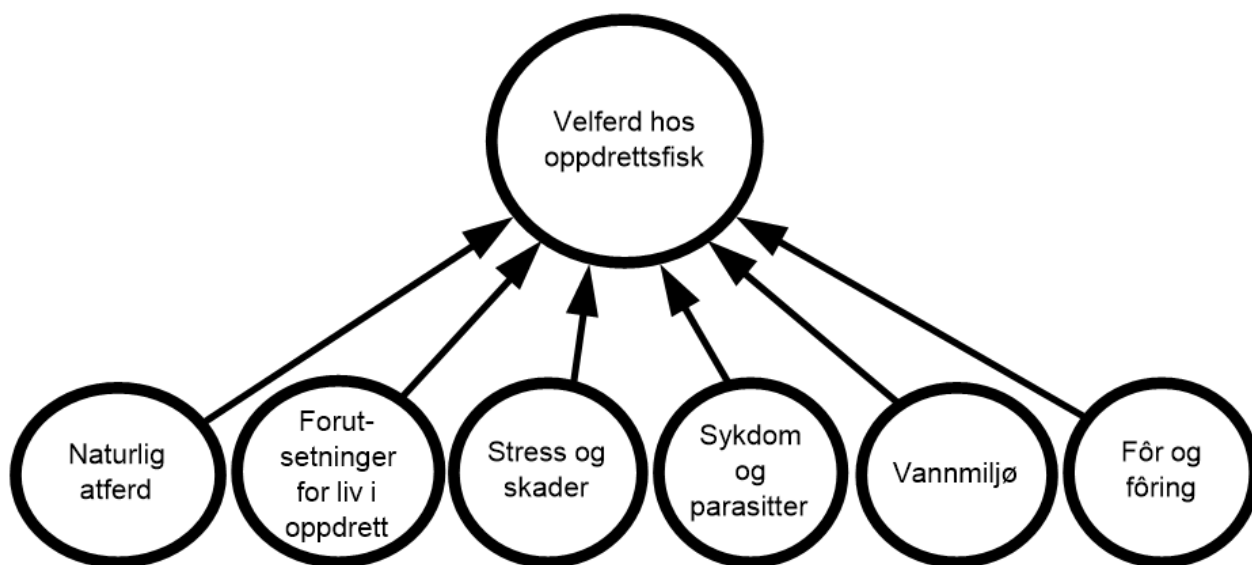 Velferd hos
oppdrettsfisk
Naturlig
atferd
Forut-
setninger
for liv i
oppdrett
Stress og
skader
Sykdom
og
parasitter
Vannmiljø
Fôr og
fôring